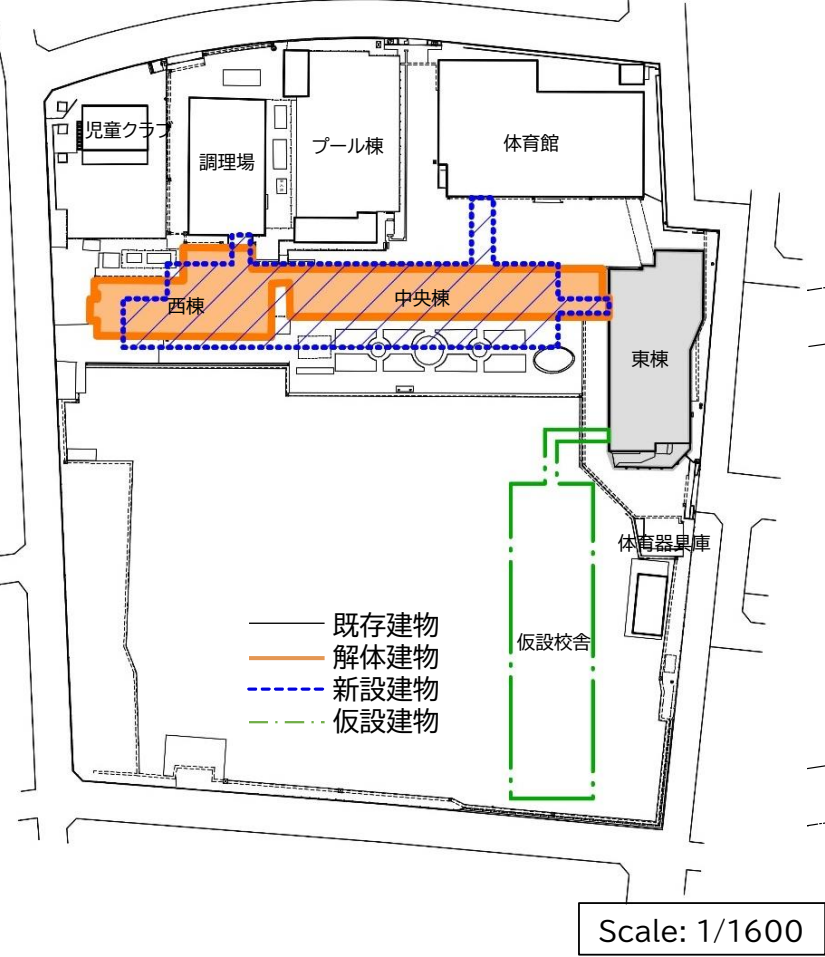 児童クラブ
調理場
プール棟
体育館
西棟
中央棟
東棟
体育器具庫
仮設校舎
既存建物
解体建物
新設建物
仮設建物
Scale: 1/1600